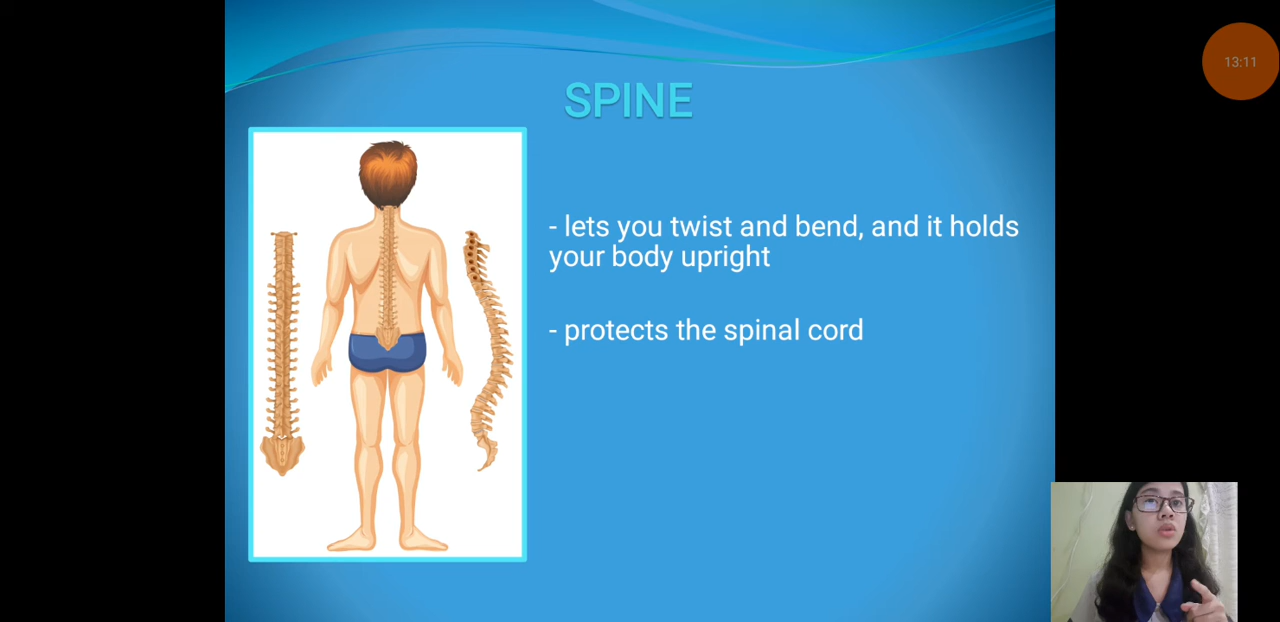 13:11
SPINE
- lets you twist and bend, and it holds
your body upright
- protects the spinal cord